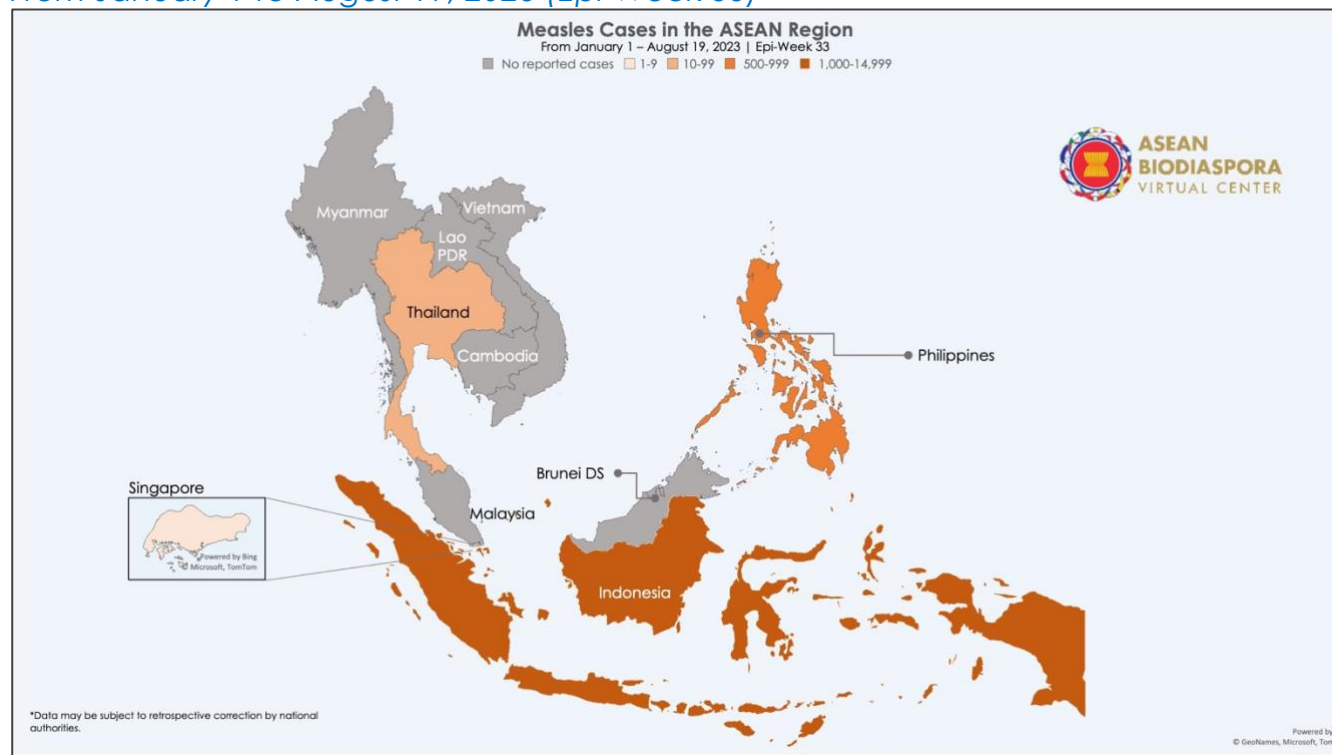 Measles Cases in the ASEAN Region
From January 1 – August 19, 2023 | Epi-Week 33
No reported cases 1-9 10-99 500-999 1,000-14,999
ASEAN
BIODIASPORA
VIRTUAL CENTER
Myanmar
Vietnam
Lao
PDR
Thailand
Cambodia
Philippines
Brunei DS
Singapore
Malaysia
Powered by Bing
© Microsoft, TomTom
Indonesia
*Data may be subject to retrospective correction by national
authorities.
Powered by
© GeoNames, Microsoft,